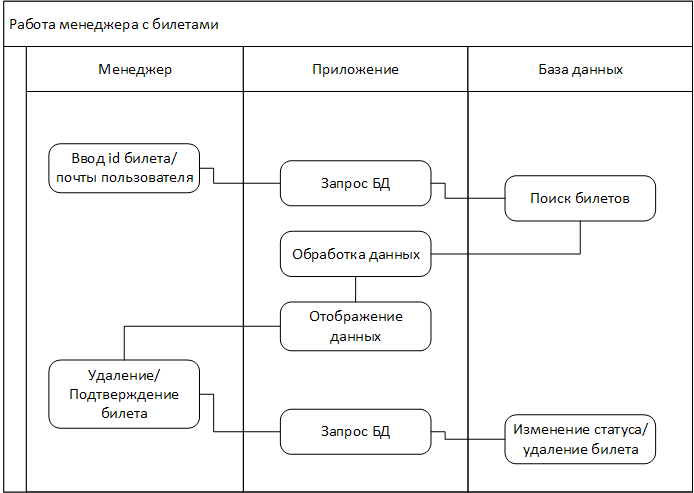 Работа менеджера с билетами
Менеджер
Приложение
База данных
Ввод id билета/
почты пользователя
Запрос БД
Поиск билетов
Обработка данных
Отображение
данных
Удаление/
Подтверждение
билета
Запрос БД
Изменение статуса/
удаление билета